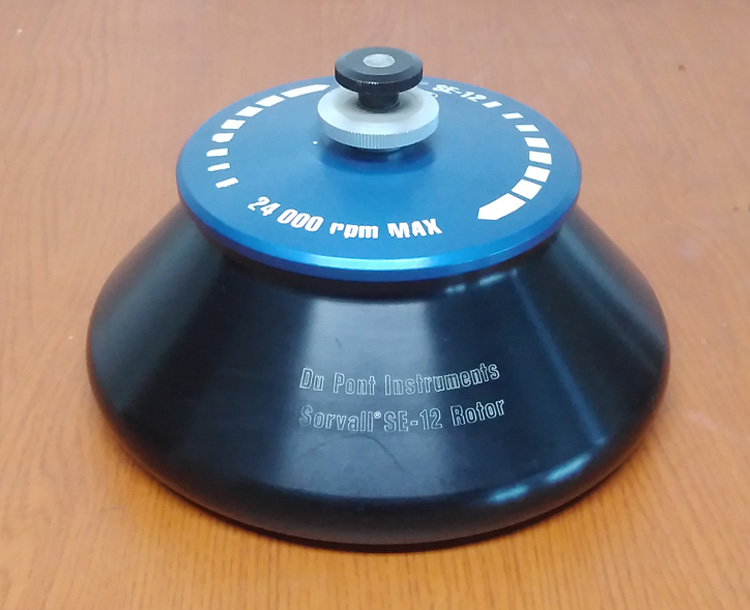 ® SE-12
24 000 rpm MAX
Du Pont Instruments
Sorvall® SE-12 Rotor